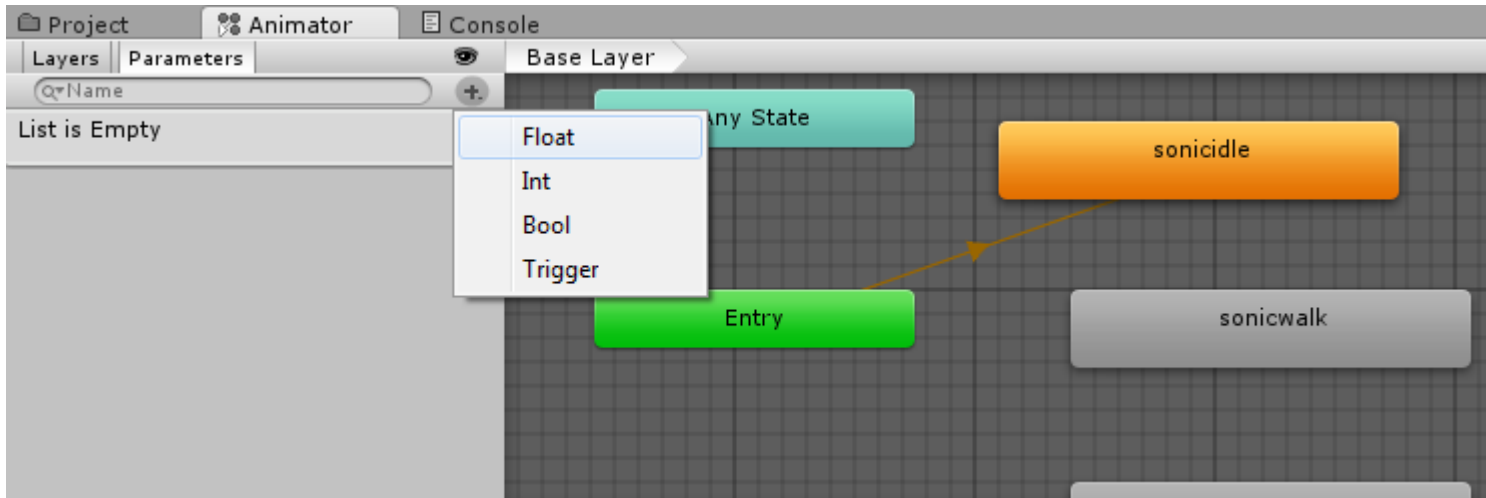 Project
Animator
Console
Layers
Parameters
Base Layer
Name
List is Empty
Float
Int
Bool
Trigger
Any State
sonicidle
Entry
sonicwalk